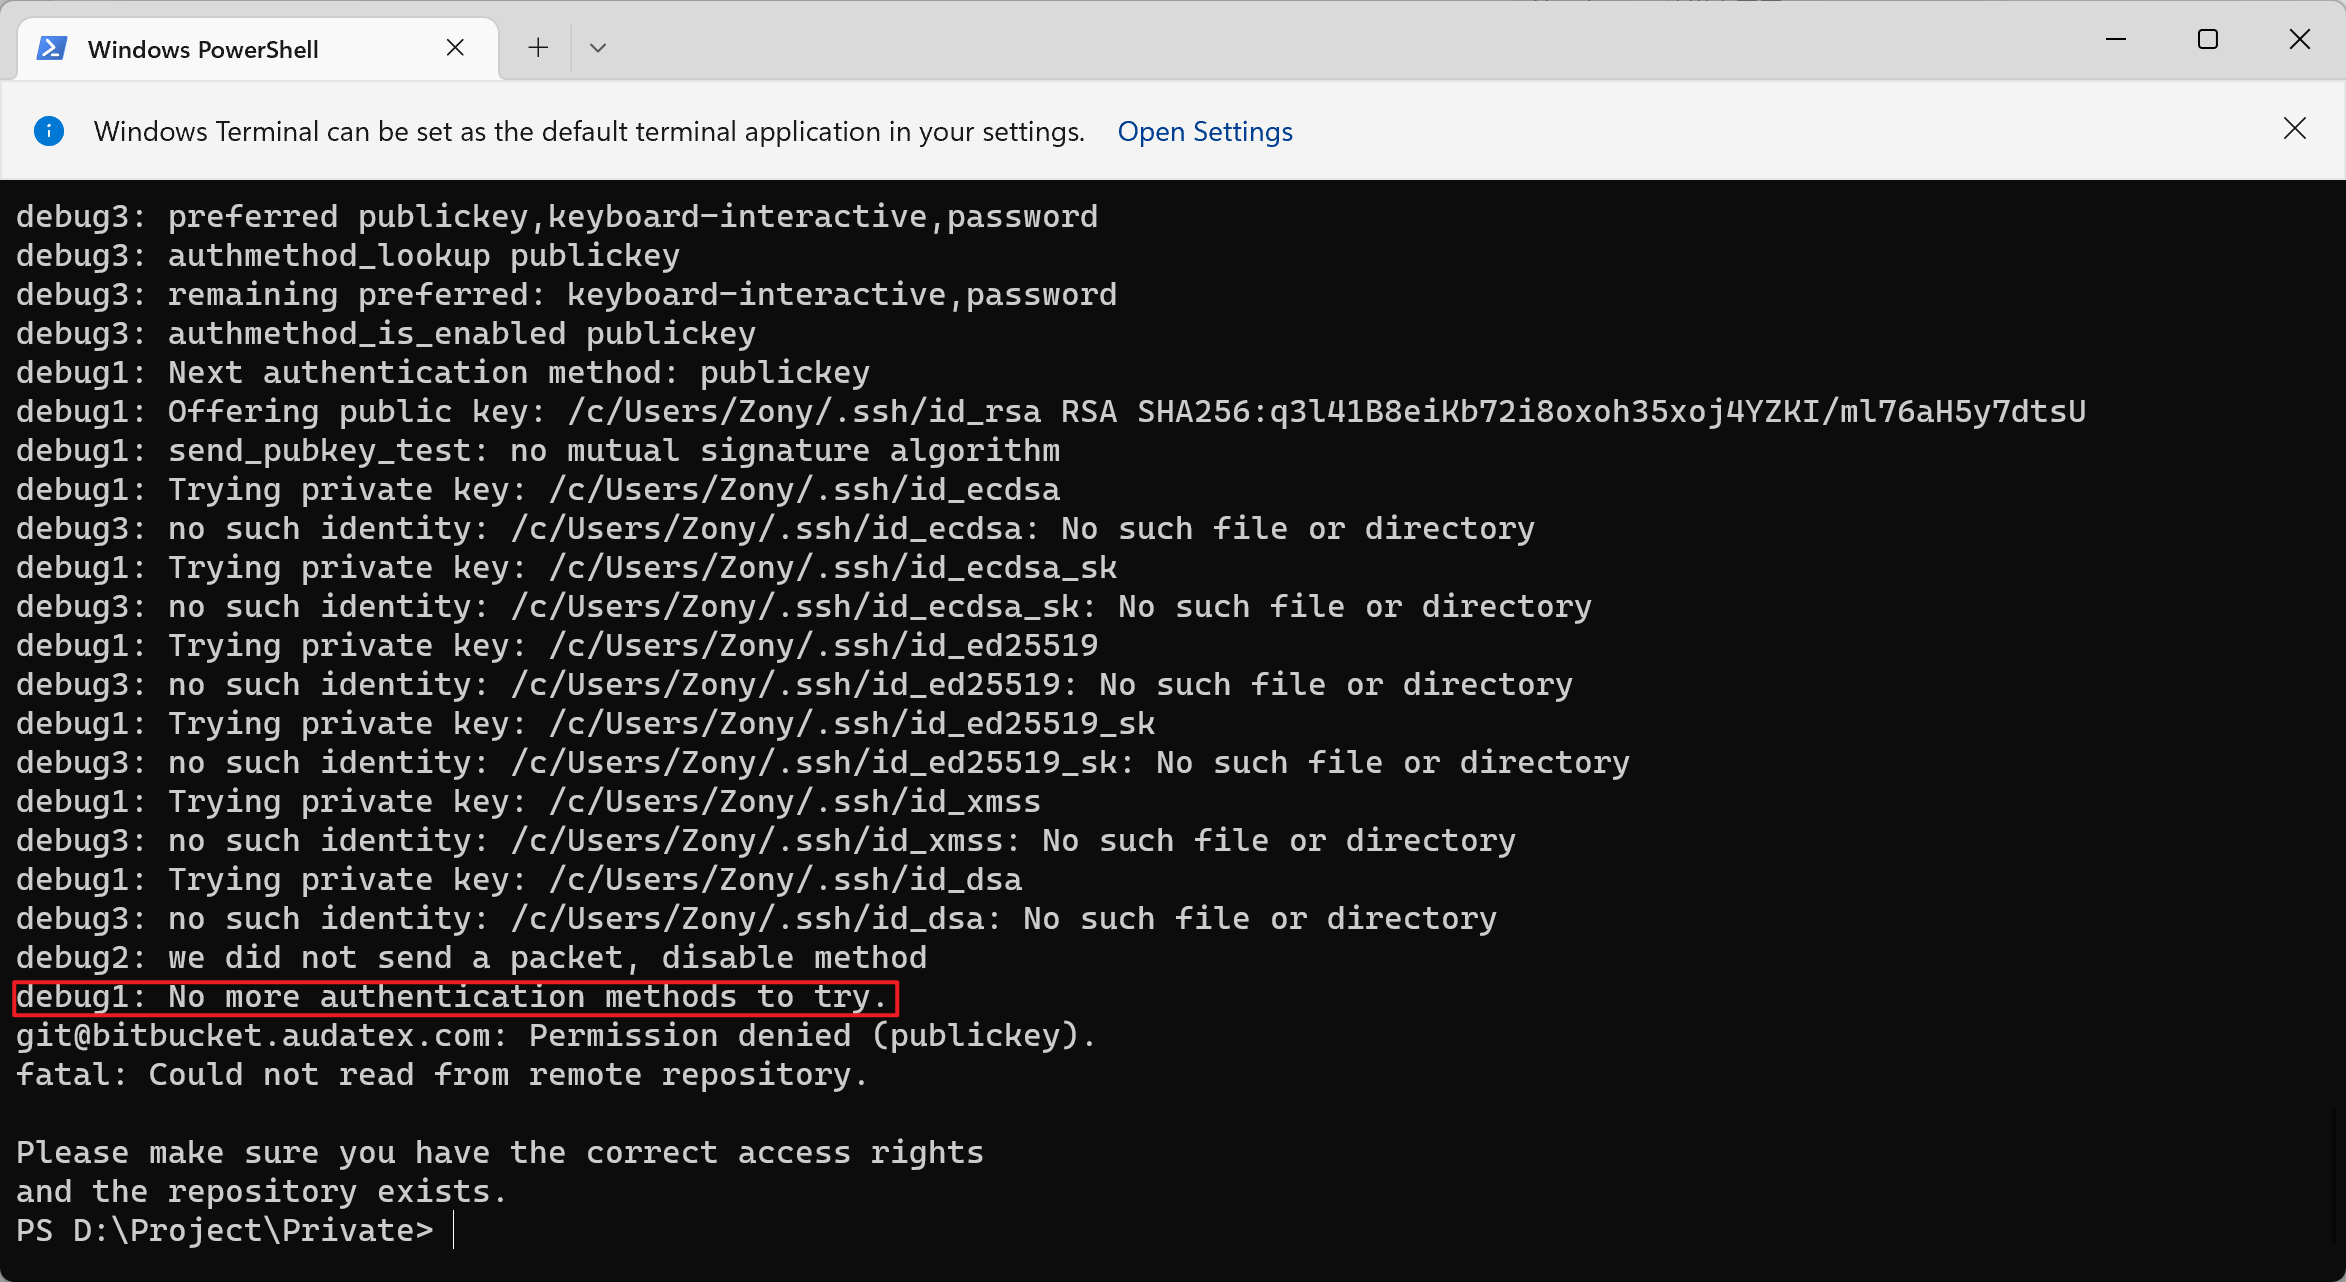 Windows PowerShell
Windows Terminal can be set as the default terminal application in your settings. Open Settings
debug3: preferred publickey,keyboard-interactive,password
debug3: authmethod_lookup publickey
debug3: remaining preferred: keyboard-interactive,password
debug3: authmethod_is_enabled publickey
debug1: Next authentication method: publickey
debug1: Offering public key: /c/Users/Zony/.ssh/id_rsa RSA SHA256:q3l41B8eiKb72i8oxoh35xoj4YZKI/ml76aH5y7dtsU
debug1: send_pubkey_test: no mutual signature algorithm
debug1: Trying private key: /c/Users/Zony/.ssh/id_ecdsa
debug3: no such identity: /c/Users/Zony/.ssh/id_ecdsa: No such file or directory
debug1: Trying private key: /c/Users/Zony/.ssh/id_ecdsa_sk
debug3: no such identity: /c/Users/Zony/.ssh/id_ecdsa_sk: No such file or directory
debug1: Trying private key: /c/Users/Zony/.ssh/id_ed25519
debug3: no such identity: /c/Users/Zony/.ssh/id_ed25519: No such file or directory
debug1: Trying private key: /c/Users/Zony/.ssh/id_ed25519_sk
debug3: no such identity: /c/Users/Zony/.ssh/id_ed25519_sk: No such file or directory
debug1: Trying private key: /c/Users/Zony/.ssh/id_xmss
debug3: no such identity: /c/Users/Zony/.ssh/id_xmss: No such file or directory
debug1: Trying private key: /c/Users/Zony/.ssh/id_dsa
debug3: no such identity: /c/Users/Zony/.ssh/id_dsa: No such file or directory
debug2: we did not send a packet, disable method
debug1: No more authentication methods to try.
git@bitbucket.audatex.com: Permission denied (publickey).
fatal: Could not read from remote repository.
Please make sure you have the correct access rights
and the repository exists.
PS D:\Project\Private>